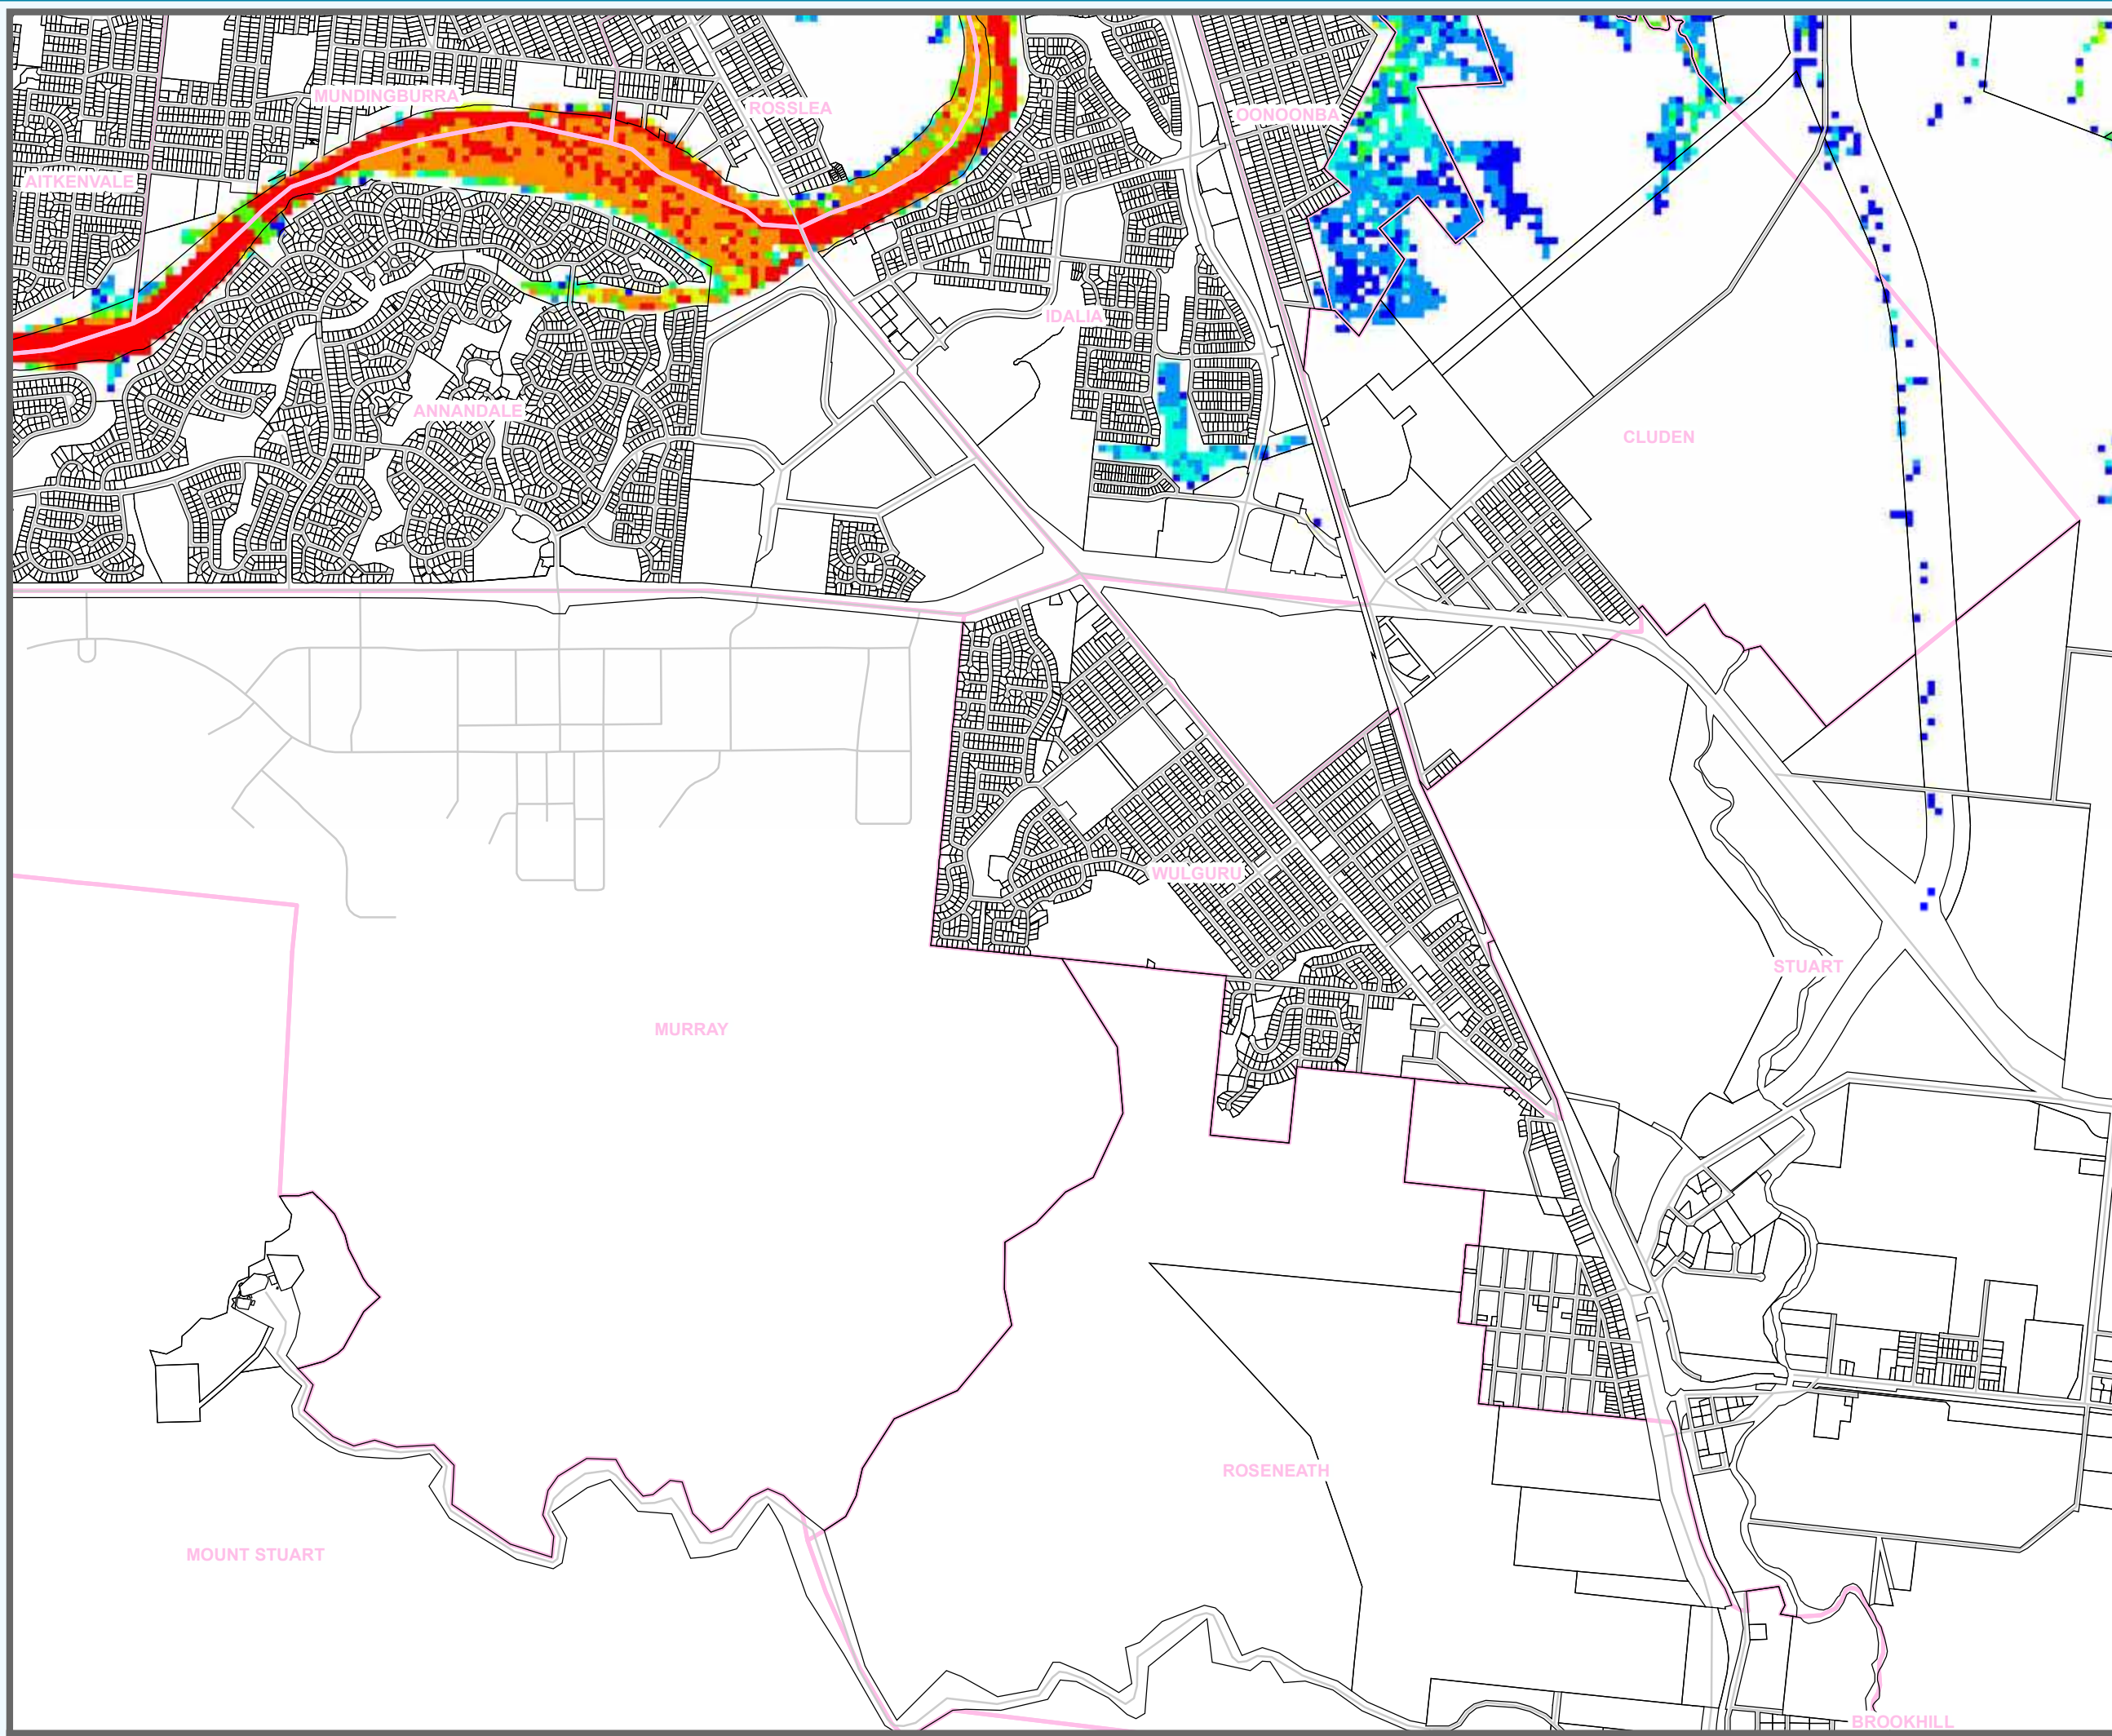 MUNDINGBURRA
ROSSLEA
OONOONBA
AITKENVALE
IDALIA
ANNANDALE
CLUDEN
WULGURU
STUART
MURRAY
ROSENEATH
MOUNT STUART
BROOKHILL